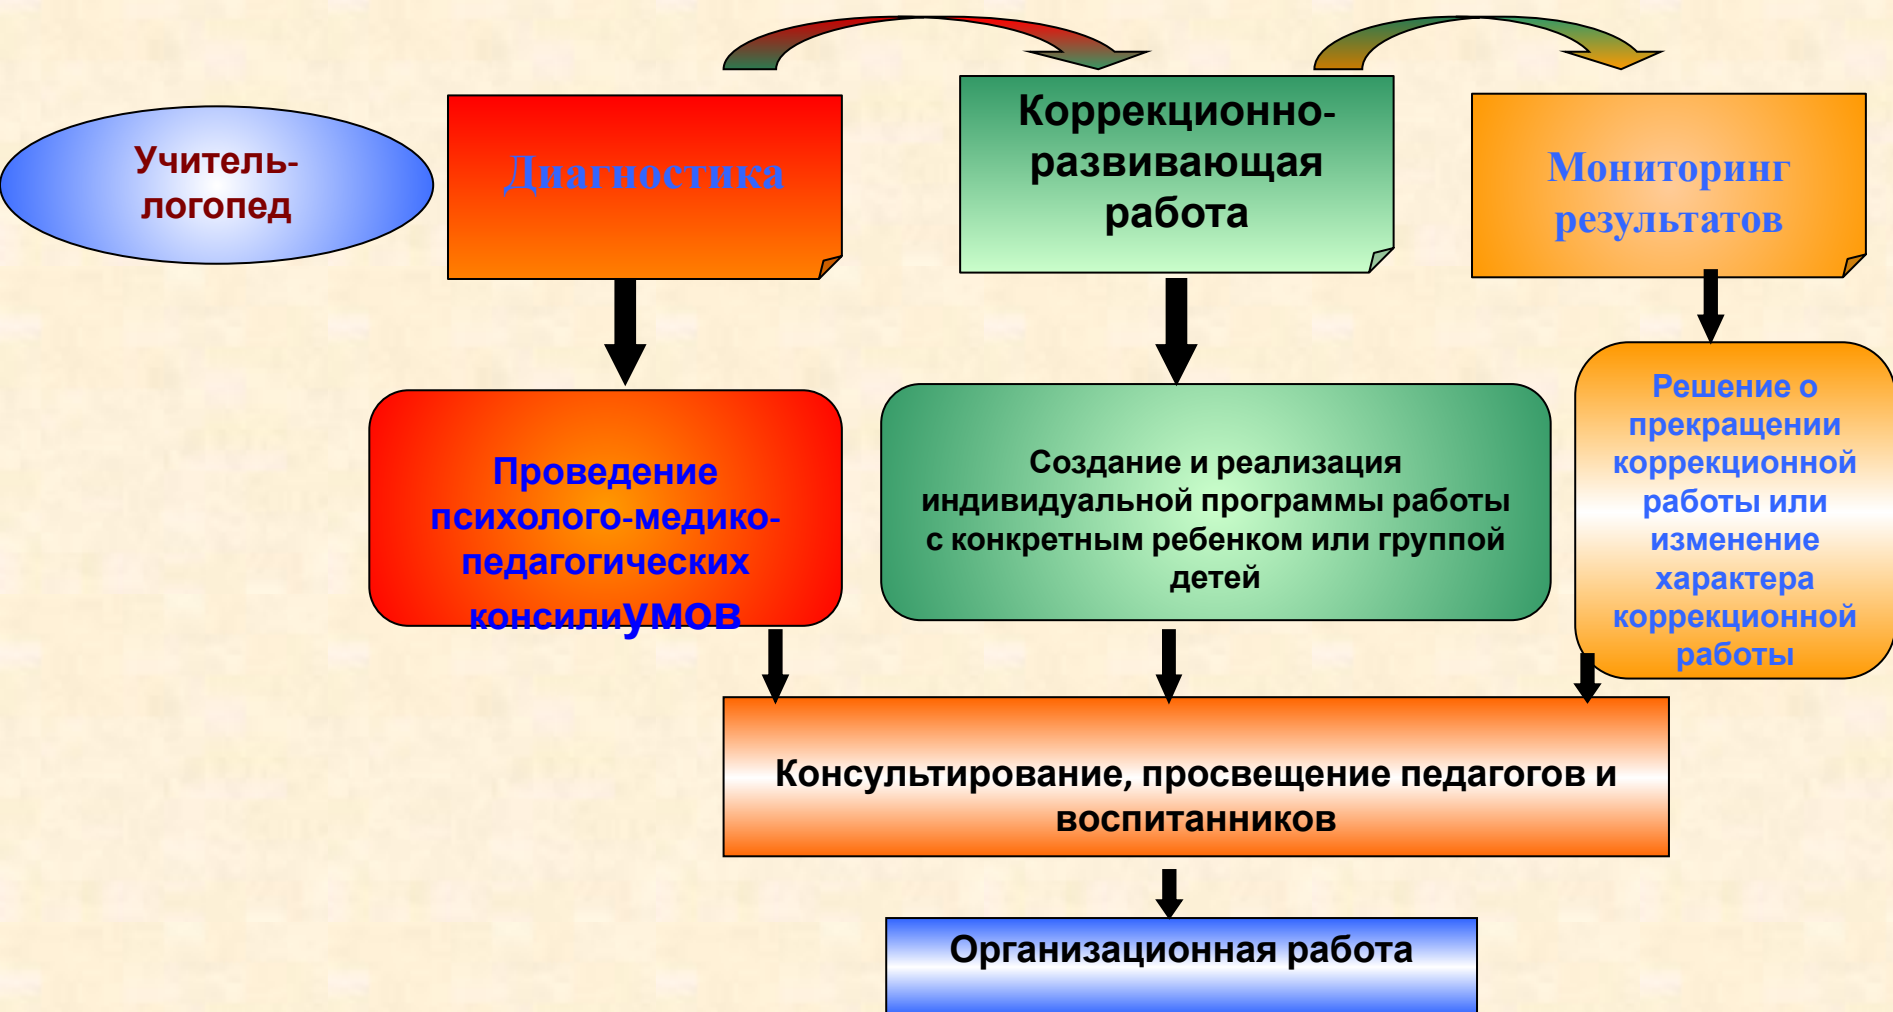 Учитель-
логопед
Диагностика
Коррекционно-
развивающая
работа
Мониторинг
результатов
Проведение
психолого-медико-
педагогических
консилиумов
Создание и реализация
индивидуальной программы работы
с конкретным ребенком или группой
детей
Решение о
прекращении
коррекционной
работы или
изменение
характера
коррекционной
работы
Консультирование, просвещение педагогов и
воспитанников
Организационная работа